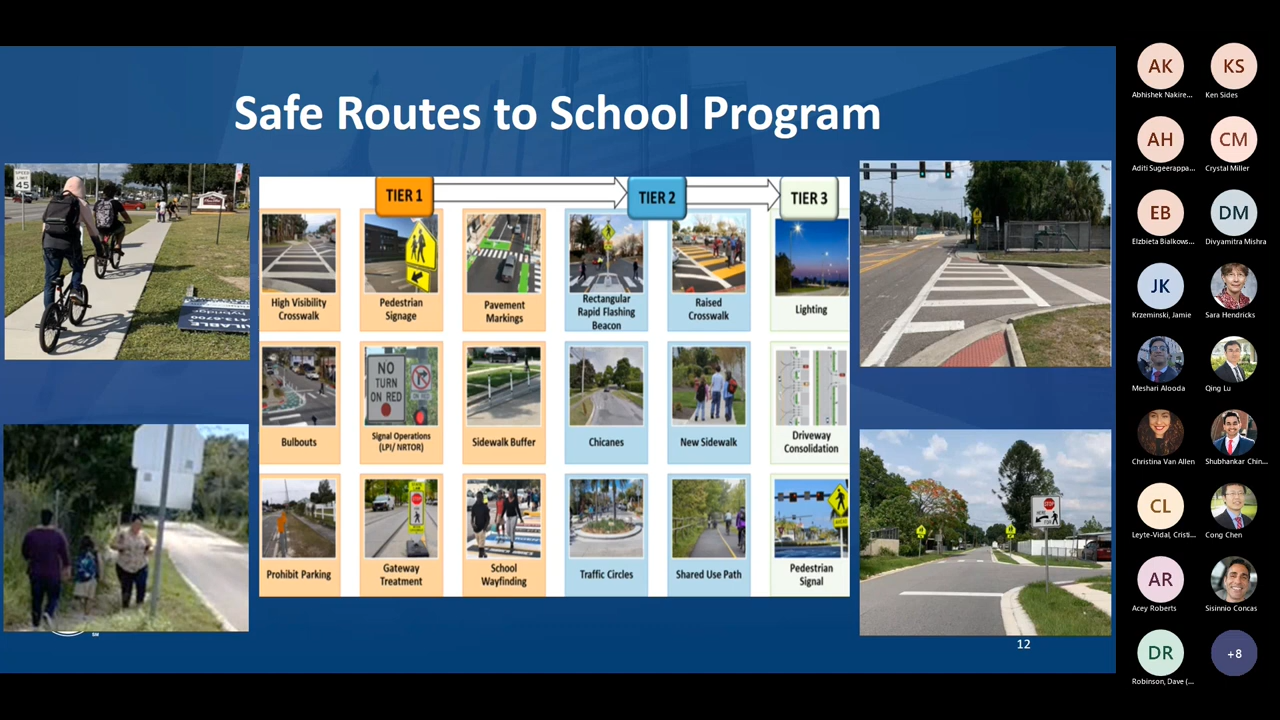 Safe Routes to School Program
SPEED
LIMIT
45
TIER 1
TIER 2
TIER 3
High Visibility
Crosswalk
Pedestrian
Signage
Pavement
Markings
Rectangular
Rapid Flashing
Beacon
Raised
Crosswalk
Lighting
NO
TURN
ON RED
Bulbouts
Signal Operations
(LPI/ NRTOR)
Sidewalk Buffer
Chicanes
New Sidewalk
Driveway
Consolidation
STOP
HERE
FOR
AHEAD
Prohibit Parking
Gateway
Treatment
School
Wayfinding
Traffic Circles
Shared Use Path
Pedestrian
Signal
12
AK
KS
Abhishek Nakire...
Ken Sides
AH
CM
Aditi Sugeerappa...
Crystal Miller
EB
DM
Elzbieta Bialkows...
Divyamitra Mishra
JK
Krzeminski, Jamie
Sara Hendricks
Meshari Alooda
Qing Lu
Christina Van Allen
Shubhankar Chin...
CL
Leyte-Vidal, Cristi...
Cong Chen
AR
Acey Roberts
Sisinnio Concas
DR
+8
Robinson, Dave (...